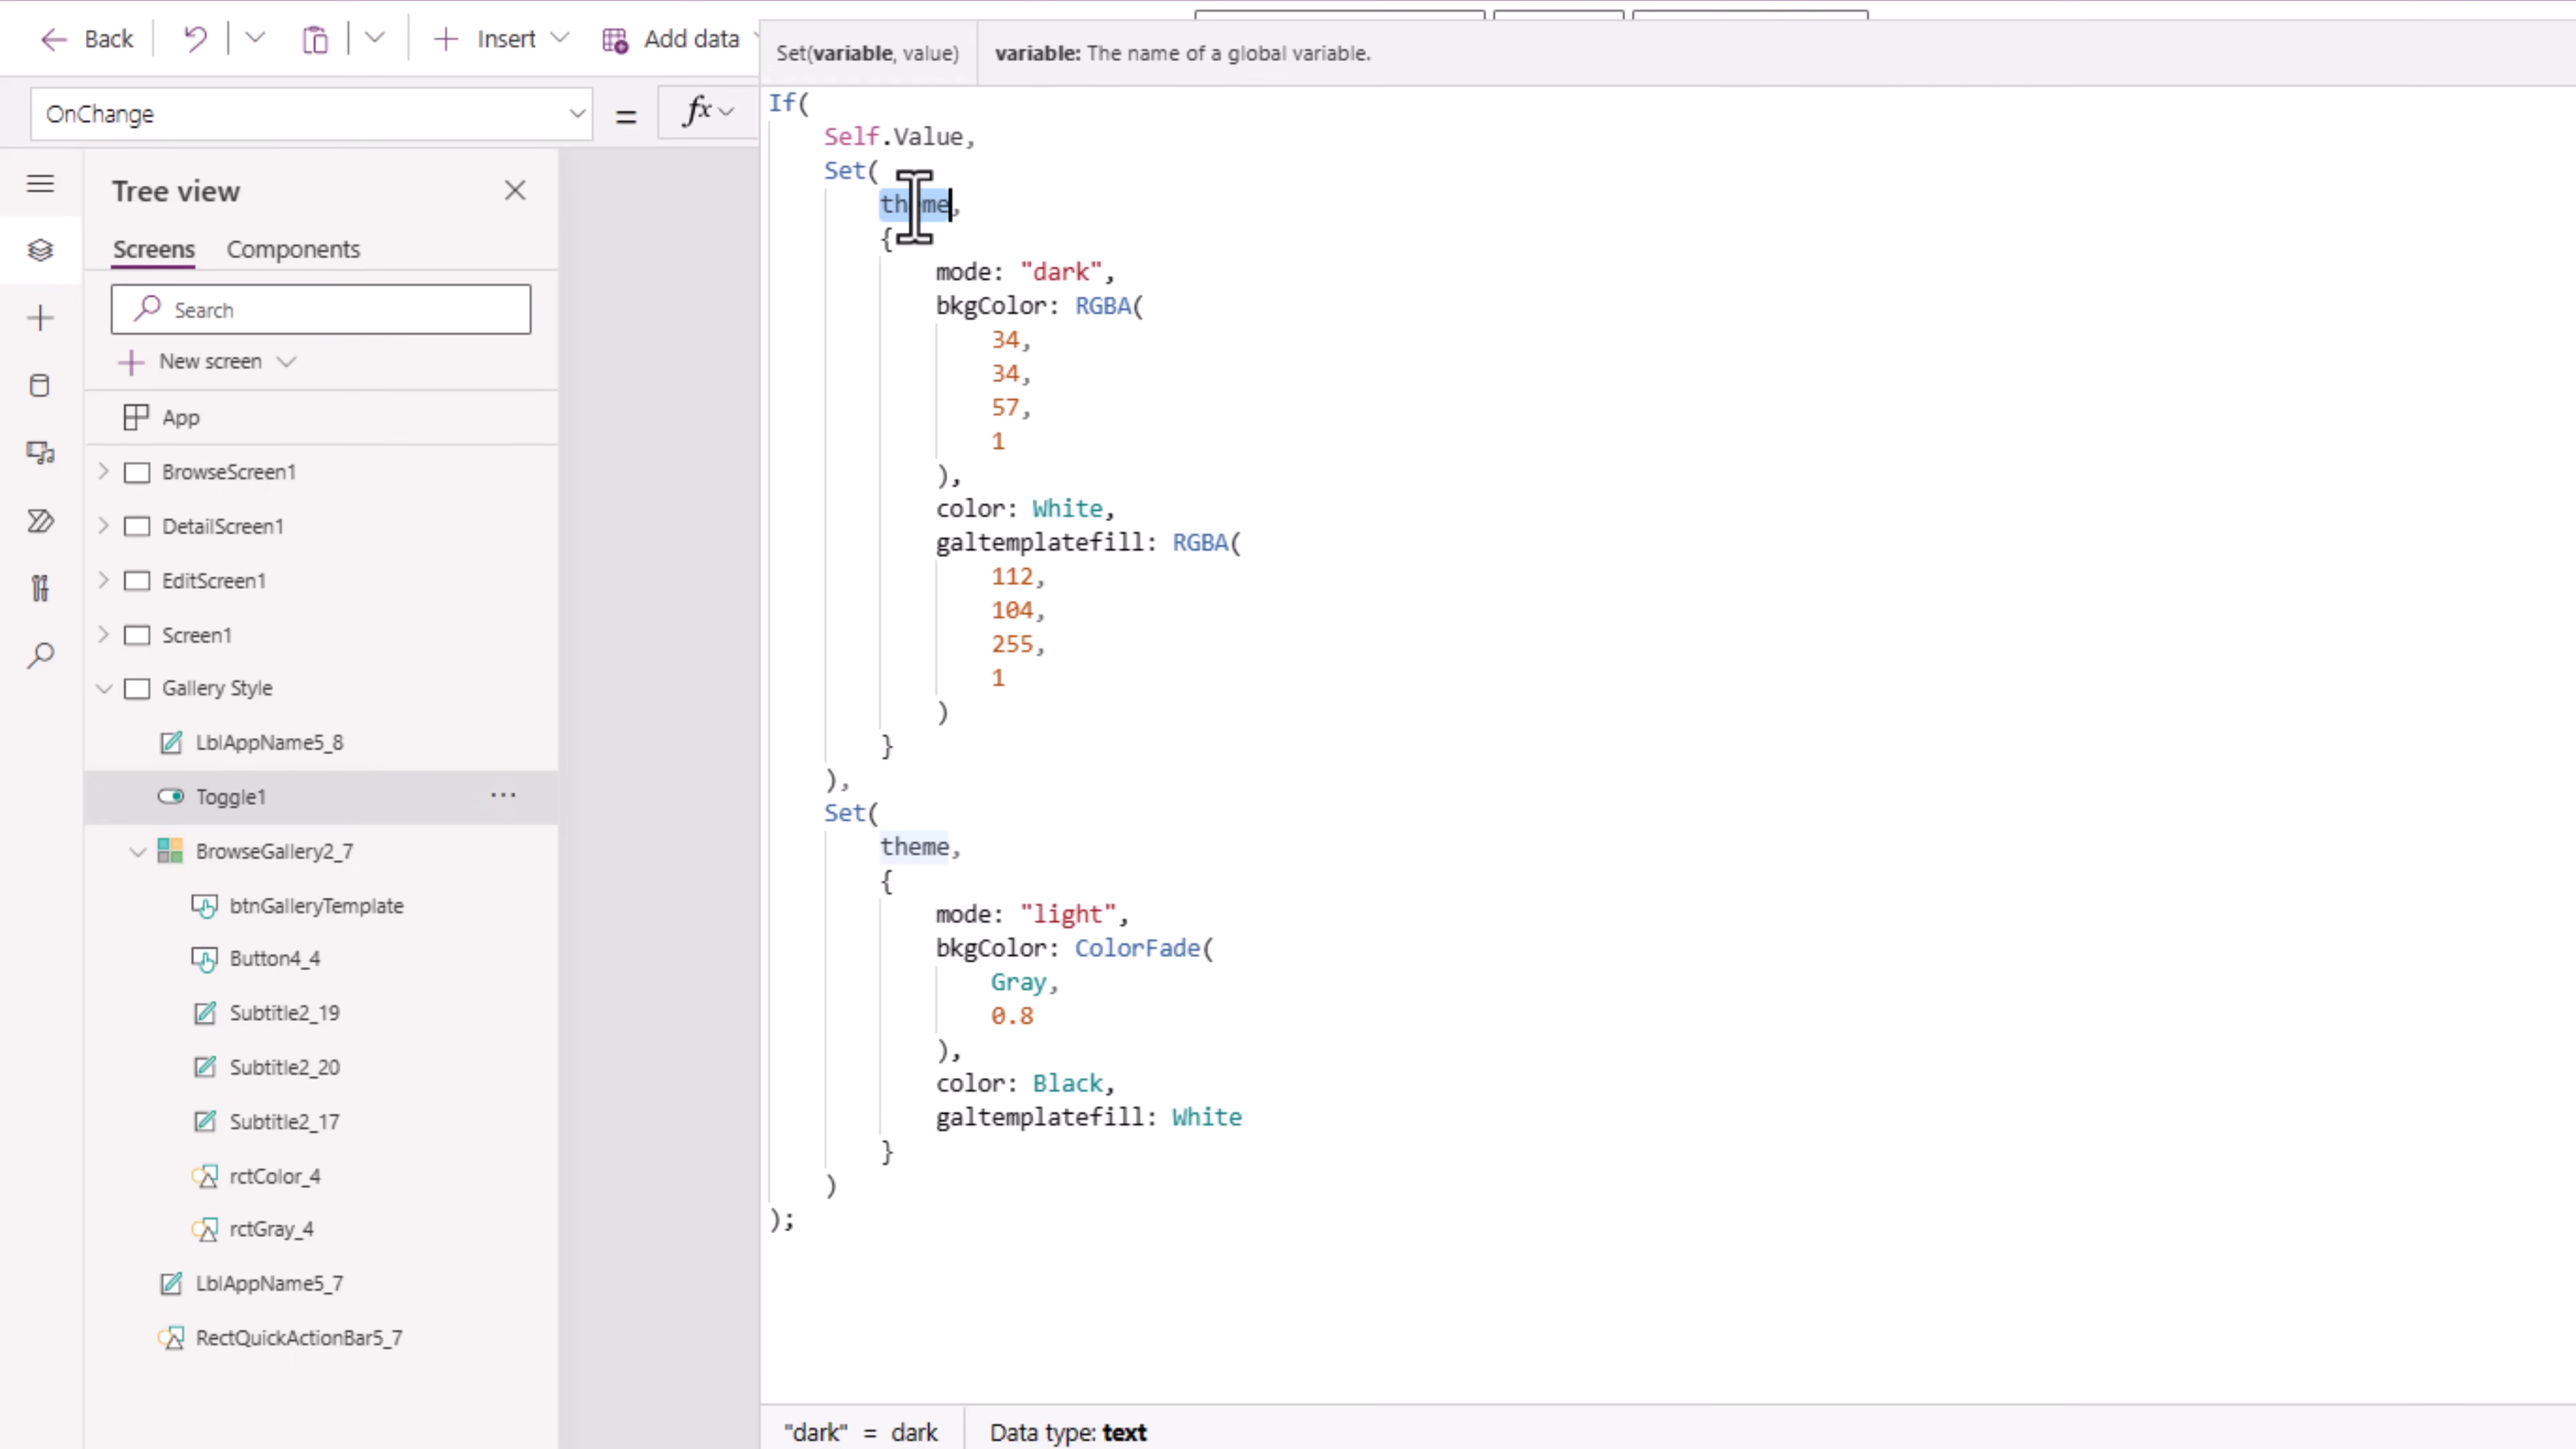 Back
Insert
Add data
Set(variable, value)
variable: The name of a global variable.
OnChange
=
fx
Tree view
Screens
Components
Search
New screen
App
BrowseScreen1
DetailScreen1
EditScreen1
Screen1
Gallery Style
LblAppName5_8
Toggle1
BrowseGallery2_7
btnGalleryTemplate
Button4_4
Subtitle2_19
Subtitle2_20
Subtitle2_17
rctColor_4
rctGray_4
LblAppName5_7
RectQuickActionBar5_7
If(
Self.Value,
Set(
theme,
{
mode: "dark",
bkgColor: RGBA(
34,
34,
57,
1
),
color: White,
galtemplatefill: RGBA(
112,
104,
255,
1
)
}
),
Set(
theme,
{
mode: "light",
bkgColor: ColorFade(
Gray,
0.8
),
color: Black,
galtemplatefill: White
}
)
);
"dark" = dark
Data type: text